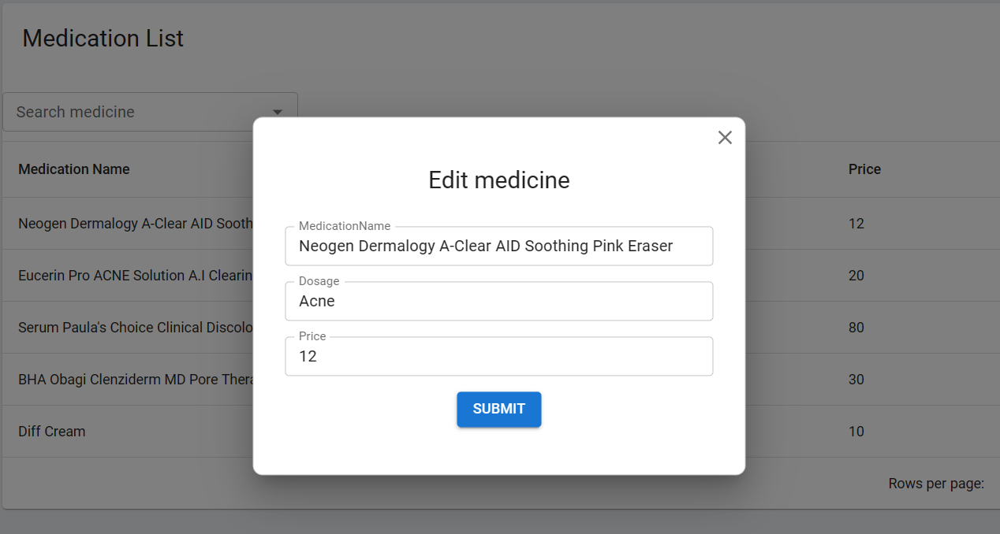 Medication List
Search medicine
Medication Name
Price
Neogen Dermalogy A-Clear AID Sooth
12
Eucerin Pro ACNE Solution A.I Clearin
20
Serum Paula's Choice Clinical Discolo
80
BHA Obagi Clenziderm MD Pore Thera
30
Diff Cream
10
Rows per page:
Edit medicine
MedicationName
Neogen Dermalogy A-Clear AID Soothing Pink Eraser
Dosage
Acne
Price
12
SUBMIT